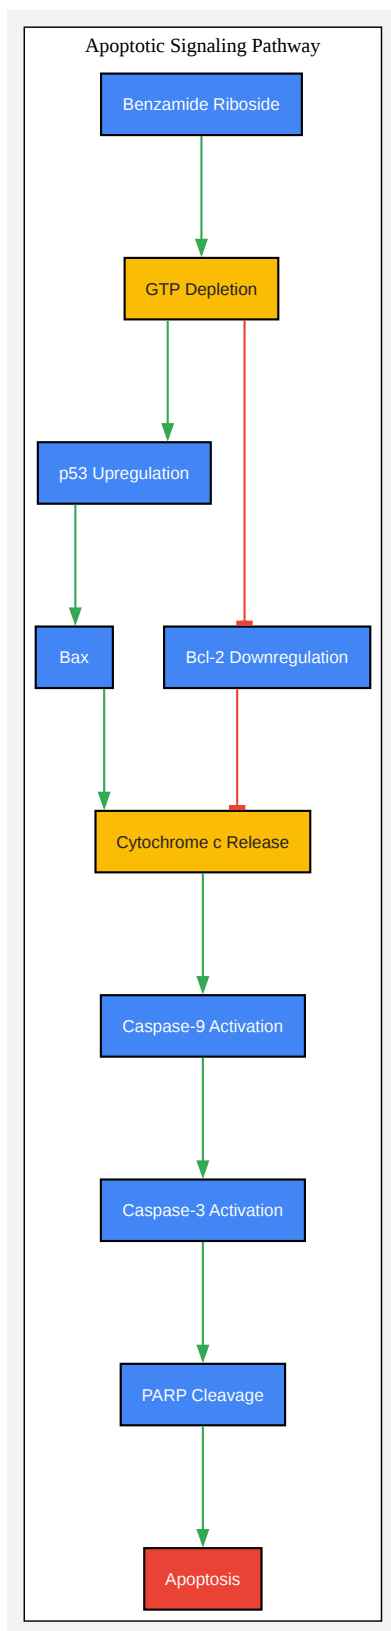 Apoptotic Signaling Pathway
Benzamide Riboside
GTP Depletion
p53 Upregulation
Bax
Bcl-2 Downregulation
Cytochrome c Release
Caspase-9 Activation
Caspase-3 Activation
PARP Cleavage
Apoptosis